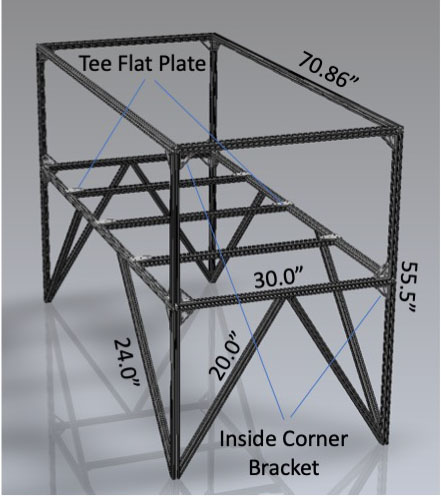 Tee Flat Plate
70.86”
30.0”
55.5”
24.0”
20.0”
Inside Corner
Bracket